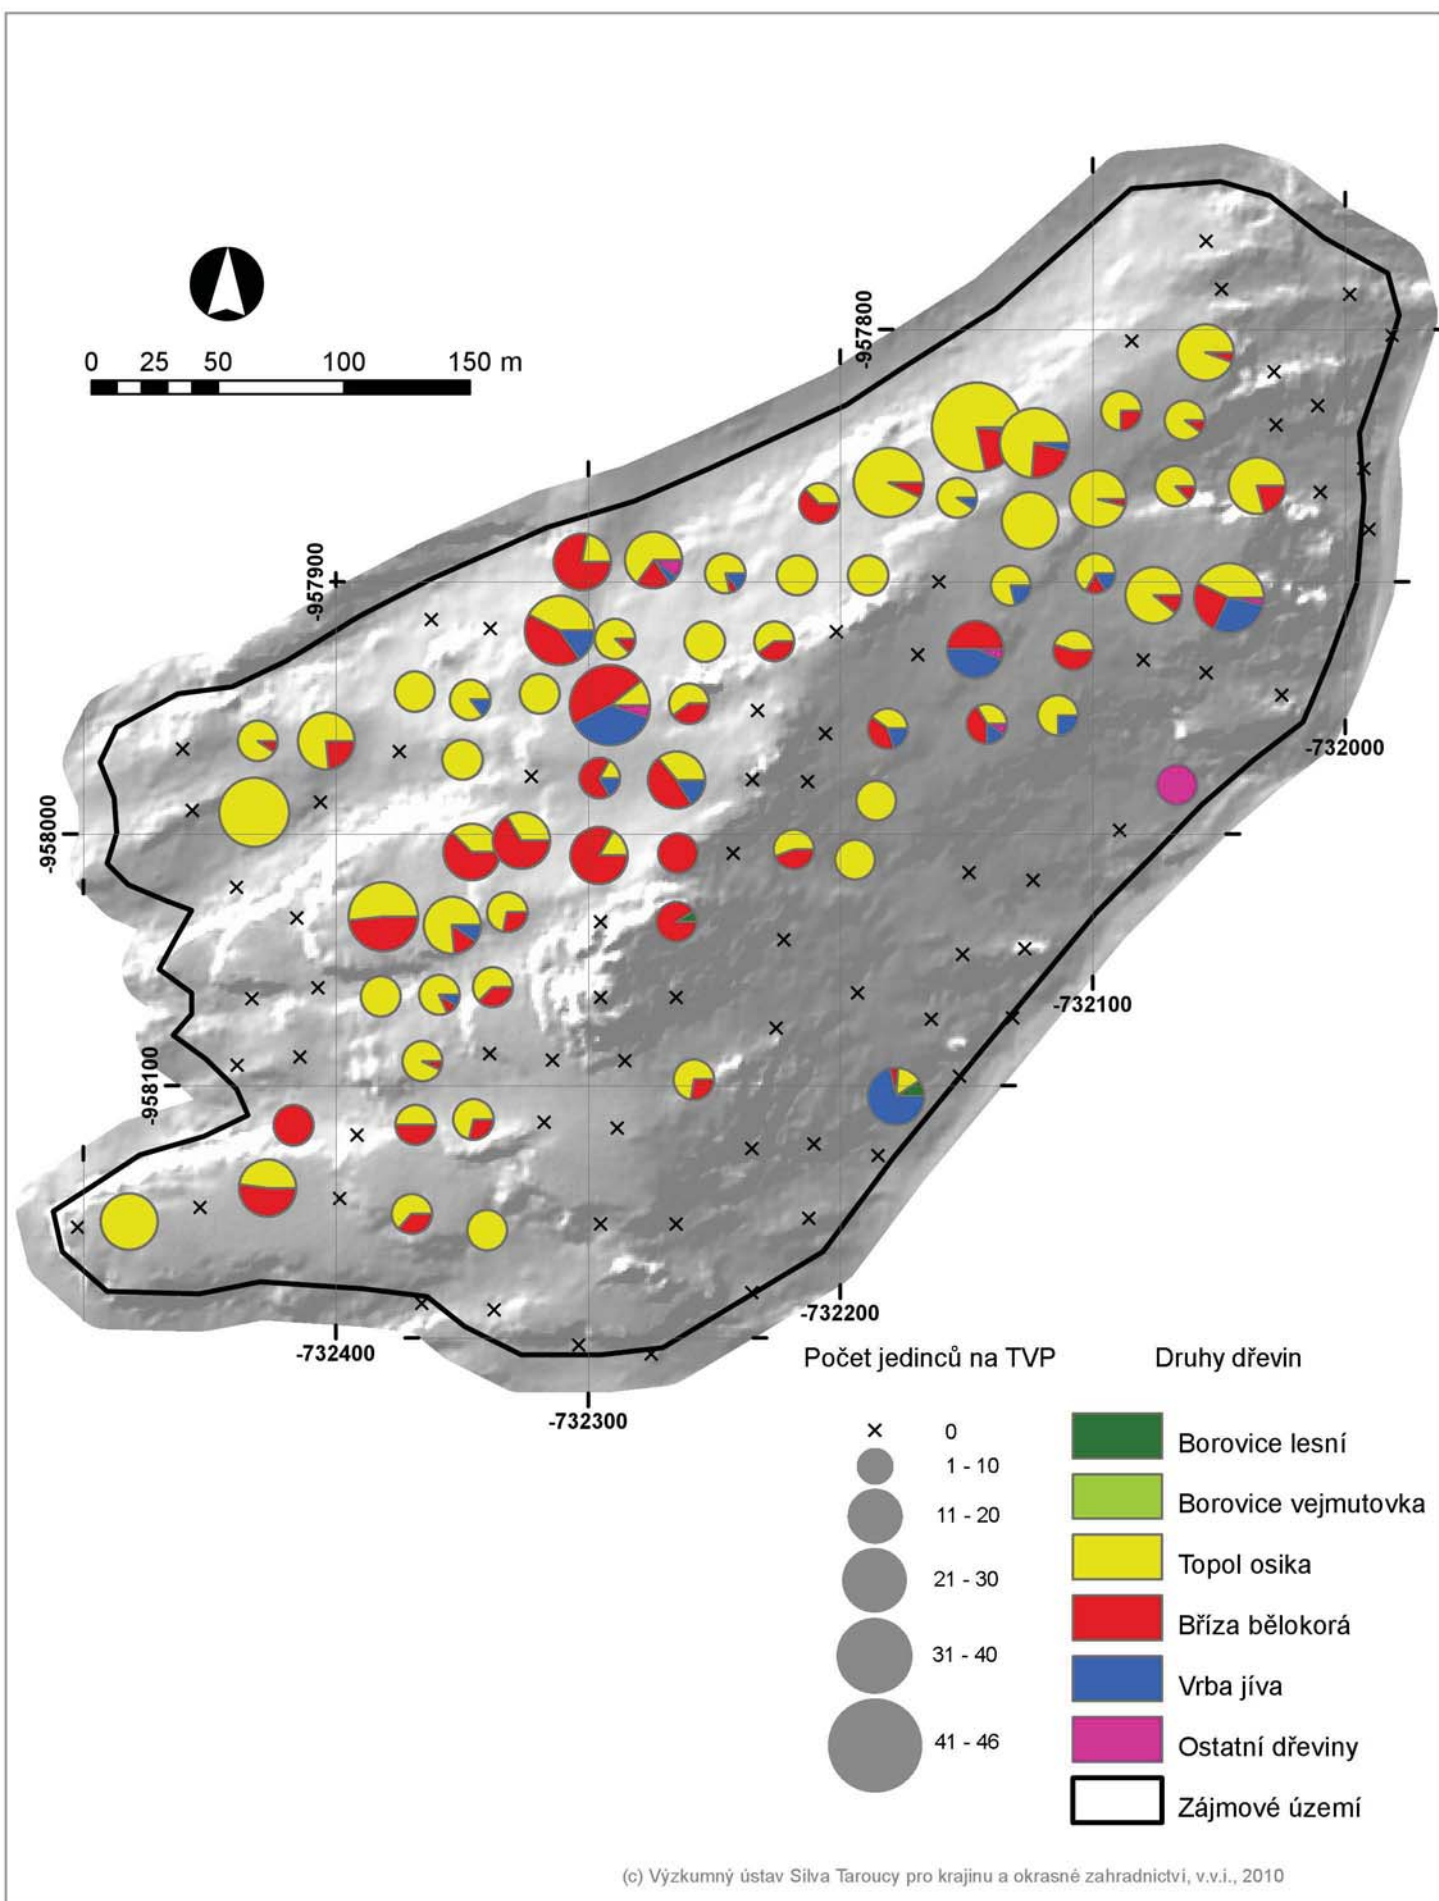 0 25 50 100 150 m
-957800
-957900
-958000
-958100
-732000
-732100
-732200
-732300
-732400
Počet jedinců na TVP
0
1 - 10
11 - 20
21 - 30
31 - 40
41 - 46
Druhy dřevin
Borovice lesní
Borovice vejmutovka
Topol osika
Bříza bělokorá
Vrba jíva
Ostatní dřeviny
Zájmové území
(c) Výzkumný ústav Silva Taroucy pro krajinu a okrasné zahradnictví, v.v.i., 2010